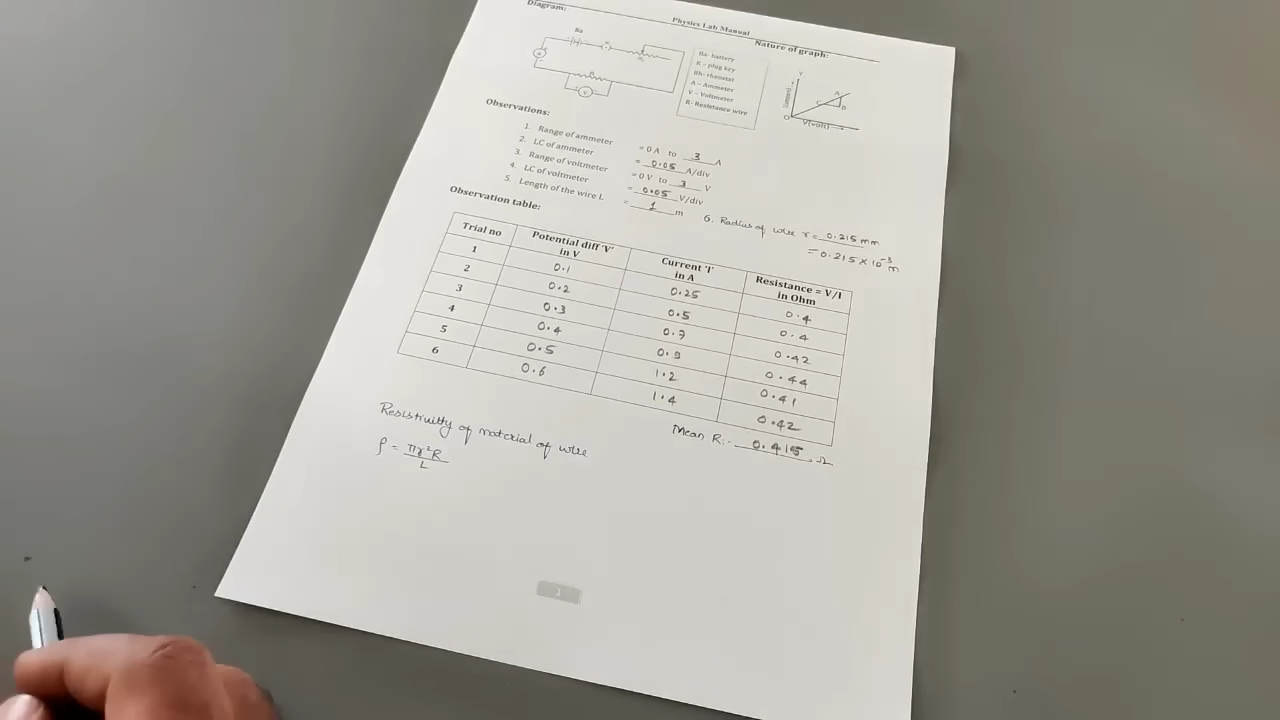 Physics Lab Manual
Diagram:
Nature of graph:
Ba
Ba- battery
K - plug key
Rh- rheostat
A - Ammeter
V - Voltmeter
R- Resistance wire
Y
I(ampere)
A
C
B
O
V(volt)
Observations:
1. Range of ammeter = 0 A to 3 A
2. LC of ammeter = 0.05 A/div
3. Range of voltmeter = 0 V to 3 V
4. LC of voltmeter = 0.05 V/div
5. Length of the wire L = 1 m
6. Radius of wire r = 0.215 mm
= 0.215 × 10⁻³ m
Observation table:
Trial no Potential diff 'V' in V Current 'I' in A Resistance = V/I in Ohm
1 0.1 0.25 0.4
2 0.2 0.5 0.4
3 0.3 0.7 0.42
4 0.4 0.9 0.44
5 0.5 1.2 0.41
6 0.6 1.4 0.42
Mean R:- 0.415 Ω
Resistivitty of material of wire
ρ = πr²R
L